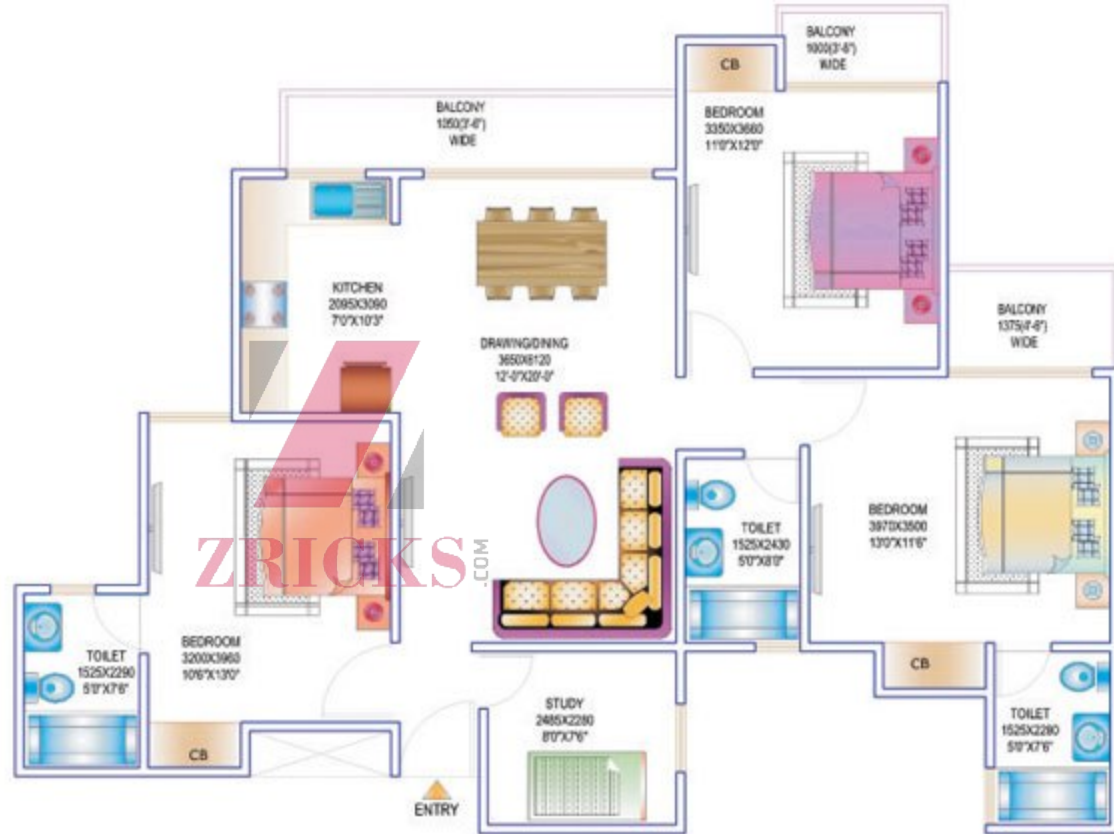 BALCONY
1000(3'-6")
WIDE
CB
BEDROOM
3350X3660
11'0"X12'0"
BALCONY
1050(3'-6")
WIDE
KITCHEN
2095X3090
7'0"X10'3"
DRAWING/DINING
3650X6120
12'-0"X20'-0"
BALCONY
1375(4'-6")
WIDE
BEDROOM
3970X3500
13'0"X11'6"
TOILET
1525X2430
5'0"X8'0"
ZRICKS.COM
BEDROOM
3200X3960
10'6"X13'0"
TOILET
1525X2290
5'0"X7'6"
CB
STUDY
2485X2280
8'0"X7'6"
CB
TOILET
1525X2280
5'0"X7'6"
ENTRY